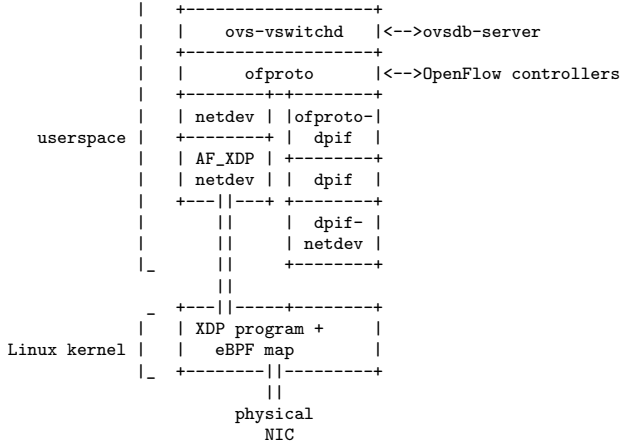 ovs-vswitchd |<-->ovsdb-server
ofproto |<-->OpenFlow controllers
netdev | |ofproto-|
userspace | +--------+ | dpif |
AF_XDP | +--------+
netdev | | dpif |
dpif-
netdev
XDP program +
Linux kernel | | eBPF map |
physical
NIC